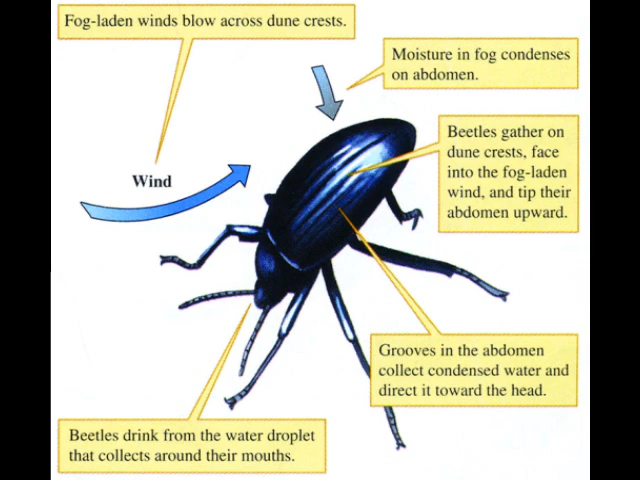 Fog-laden winds blow across dune crests.
Moisture in fog condenses
on abdomen.
Beetles gather on
dune crests, face
into the fog-laden
wind, and tip their
abdomen upward.
Wind
Grooves in the abdomen
collect condensed water and
direct it toward the head.
Beetles drink from the water droplet
that collects around their mouths.